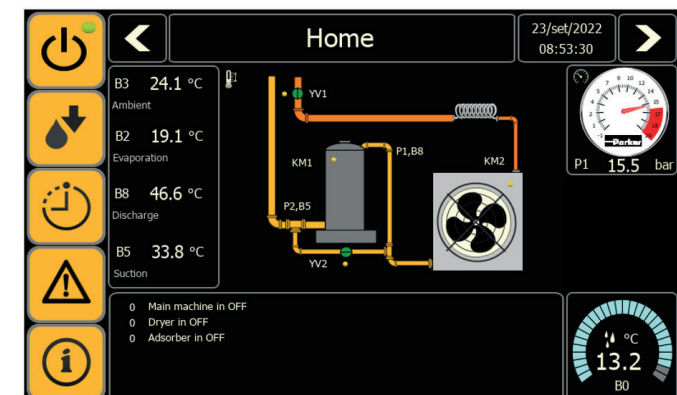 Home
23/set/2022
08:53:30
B3 24.1 °C
Ambient
B2 19.1 °C
Evaporation
B8 46.6 °C
Discharge
B5 33.8 °C
Suction
YV1
KM1
P1,B8
KM2
P2,B5
YV2
Parker
P1 15.5 bar
0 Main machine in OFF
0 Dryer in OFF
0 Adsorber in OFF
°C
13.2
B0